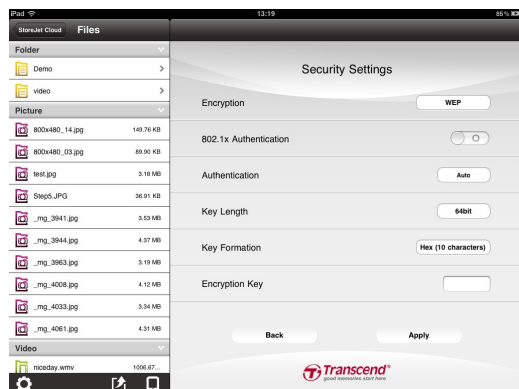 iPad
13:19
85%
StoreJet Cloud
Files
Folder
Demo
video
Picture
800x480_14.jpg 149.76 KB
800x480_03.jpg 89.90 KB
test.jpg 3.18 MB
Step5.JPG 36.91 KB
_mg_3941.jpg 3.53 MB
_mg_3944.jpg 4.37 MB
_mg_3963.jpg 3.19 MB
_mg_4008.jpg 4.12 MB
_mg_4033.jpg 3.34 MB
_mg_4061.jpg 4.31 MB
Video
niceday.wmv 1006.67...
Security Settings
Encryption WEP
802.1x Authentication
Authentication Auto
Key Length 64bit
Key Formation Hex (10 characters)
Encryption Key
Back Apply
Transcend®
good memories start here